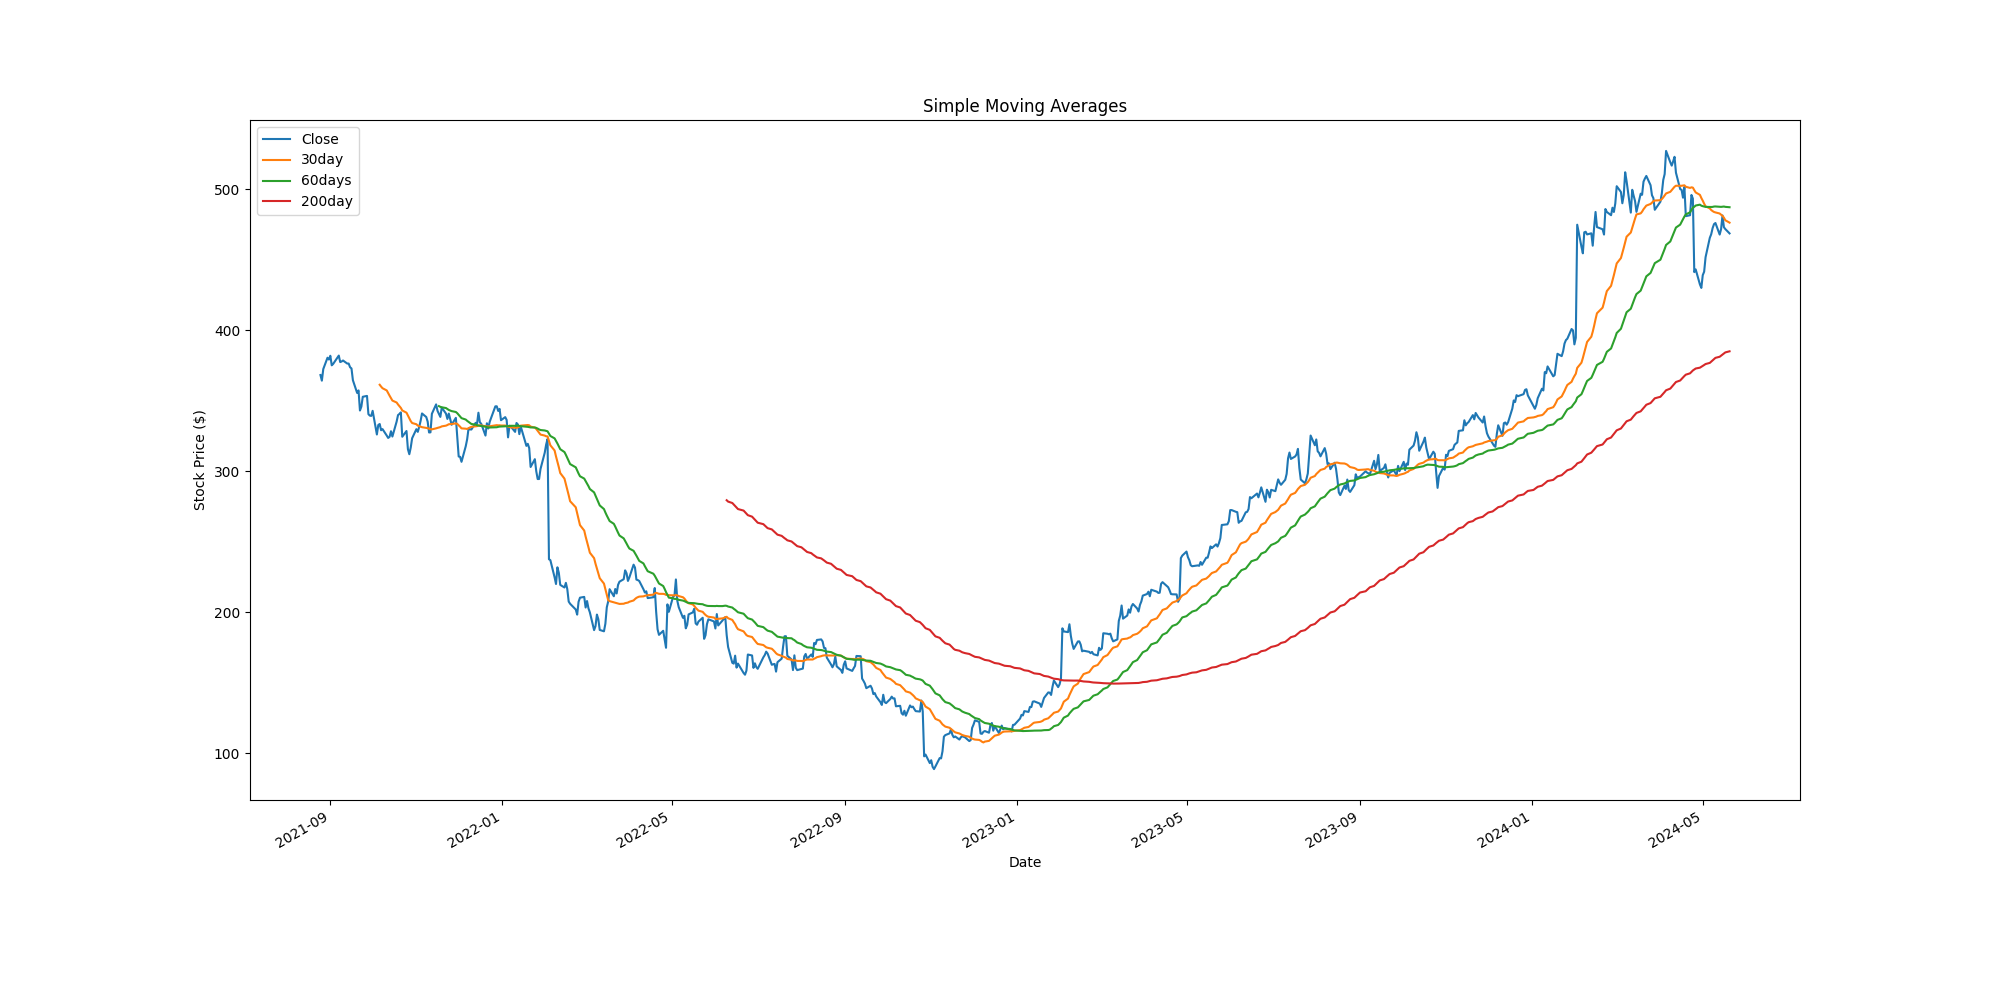 Simple Moving Averages
Close
30day
60days
200day
Stock Price ($)
500
400
300
200
100
2021-09
2022-01
2022-05
2022-09
2023-01
2023-05
2023-09
2024-01
2024-05
Date